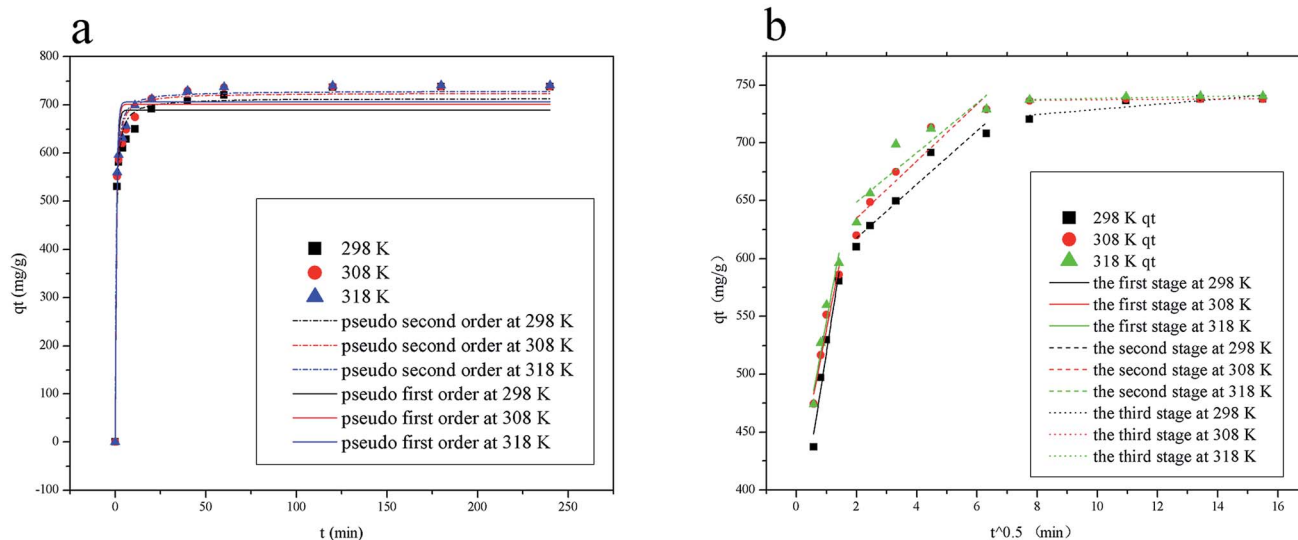 a
800
700
600
500
400
300
200
100
0
-100
qt (mg/g)
0
50
100
150
200
250
t (min)
298 K
308 K
318 K
pseudo second order at 298 K
pseudo second order at 308 K
pseudo second order at 318 K
pseudo first order at 298 K
pseudo first order at 308 K
pseudo first order at 318 K
b
750
700
650
600
550
500
450
400
qt (mg/g)
0
2
4
6
8
10
12
14
16
t^0.5 (min)
298 K qt
308 K qt
318 K qt
the first stage at 298 K
the first stage at 308 K
the first stage at 318 K
the second stage at 298 K
the second stage at 308 K
the second stage at 318 K
the third stage at 298 K
the third stage at 308 K
the third stage at 318 K